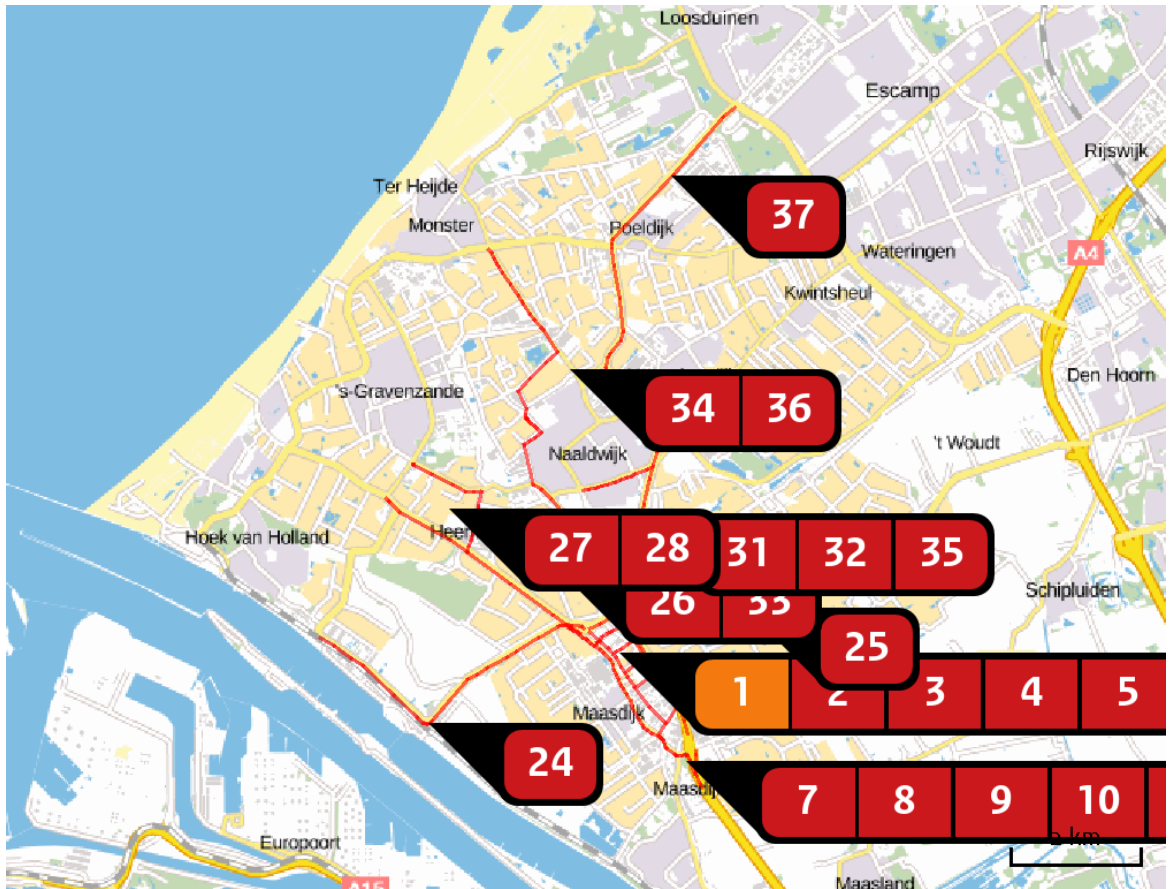 Loosduinen
Escamp
Rijswijk
Ter Heijde
Monster
37
Poeldijk
Wateringen
A4
Kwintsheul
Den Hoorn
's-Gravenzande
34 36
't Woudt
Naaldwijk
Hoek van Holland
Heen
27 28 31 32 35
Schipluiden
26 33
25
1 2 3 4 5
Maasdijk
24
7 8 9 10
Europoort
km
Maasland